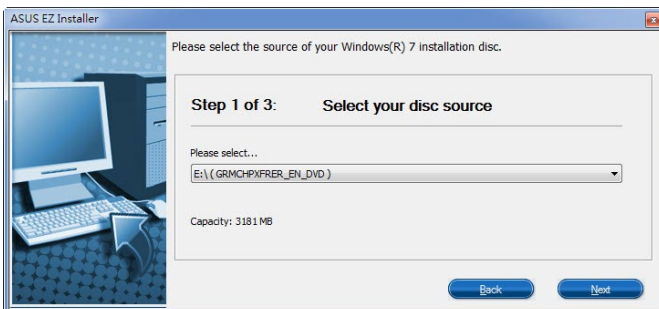 ASUS EZ Installer
Please select the source of your Windows(R) 7 installation disc.
Step 1 of 3: Select your disc source
Please select...
E:\ ( GRMCHPXFRER_EN_DVD )
Capacity: 3181 MB
Back Next